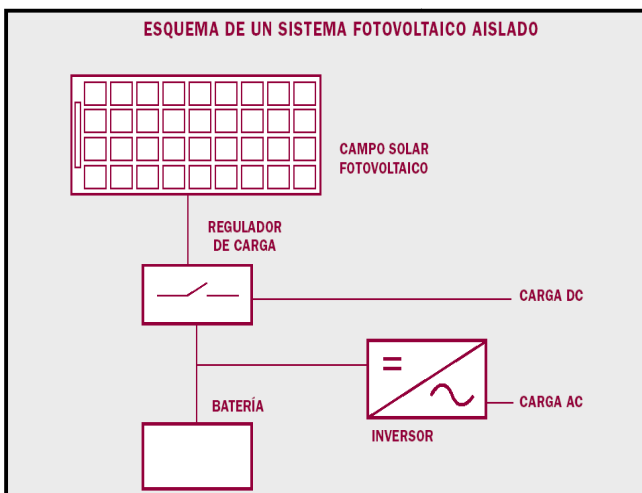 ESQUEMA DE UN SISTEMA FOTOVOLTAICO AISLADO
CAMPO SOLAR
FOTOVOLTAICO
REGULADOR
DE CARGA
CARGA DC
BATERÍA
INVERSOR
CARGA AC